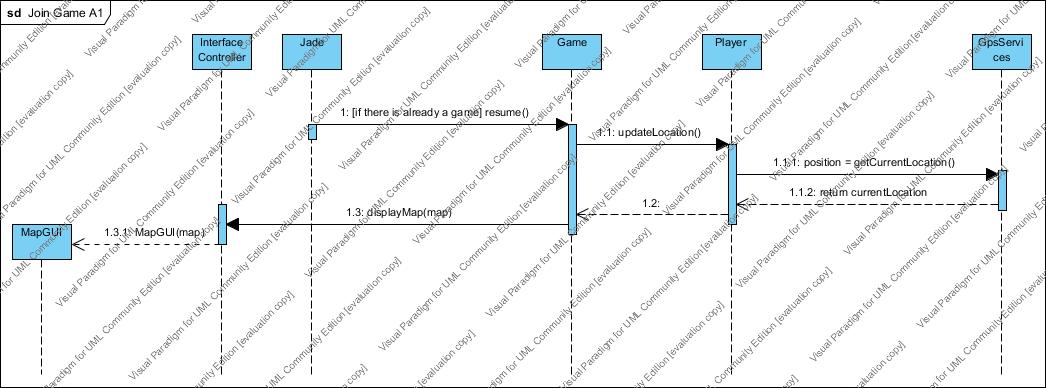 sd Join Game A1
Interface
Controller
Jade
Game
Player
GpsServi
ces
1: [if there is already a game] resume()
1.1: updateLocation()
1.1.1: position = getCurrentLocation()
1.1.2: return currentLocation
1.2:
1.3: displayMap(map)
MapGUI
1.3.1: MapGUI(map)
Visual Paradigm for UML Community Edition [evaluation copy]